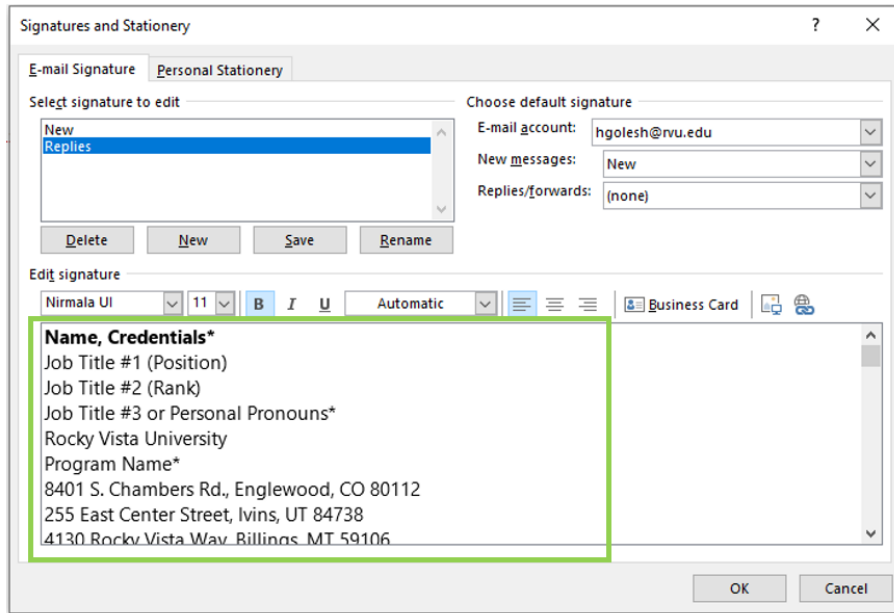 Signatures and Stationery ? X
E-mail Signature Personal Stationery
Select signature to edit
New
Replies
Delete New Save Rename
Choose default signature
E-mail account: hgolesh@rvu.edu
New messages: New
Replies/forwards: (none)
Edit signature
Nirmala UI 11 B I U Automatic Business Card
Name, Credentials*
Job Title #1 (Position)
Job Title #2 (Rank)
Job Title #3 or Personal Pronouns*
Rocky Vista University
Program Name*
8401 S. Chambers Rd., Englewood, CO 80112
255 East Center Street, Ivins, UT 84738
4130 Rocky Vista Way, Billings, MT 59106
OK Cancel